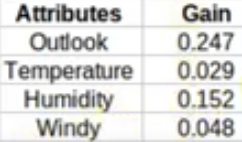 Attributes Gain
Outlook 0.247
Temperature 0.029
Humidity 0.152
Windy 0.048